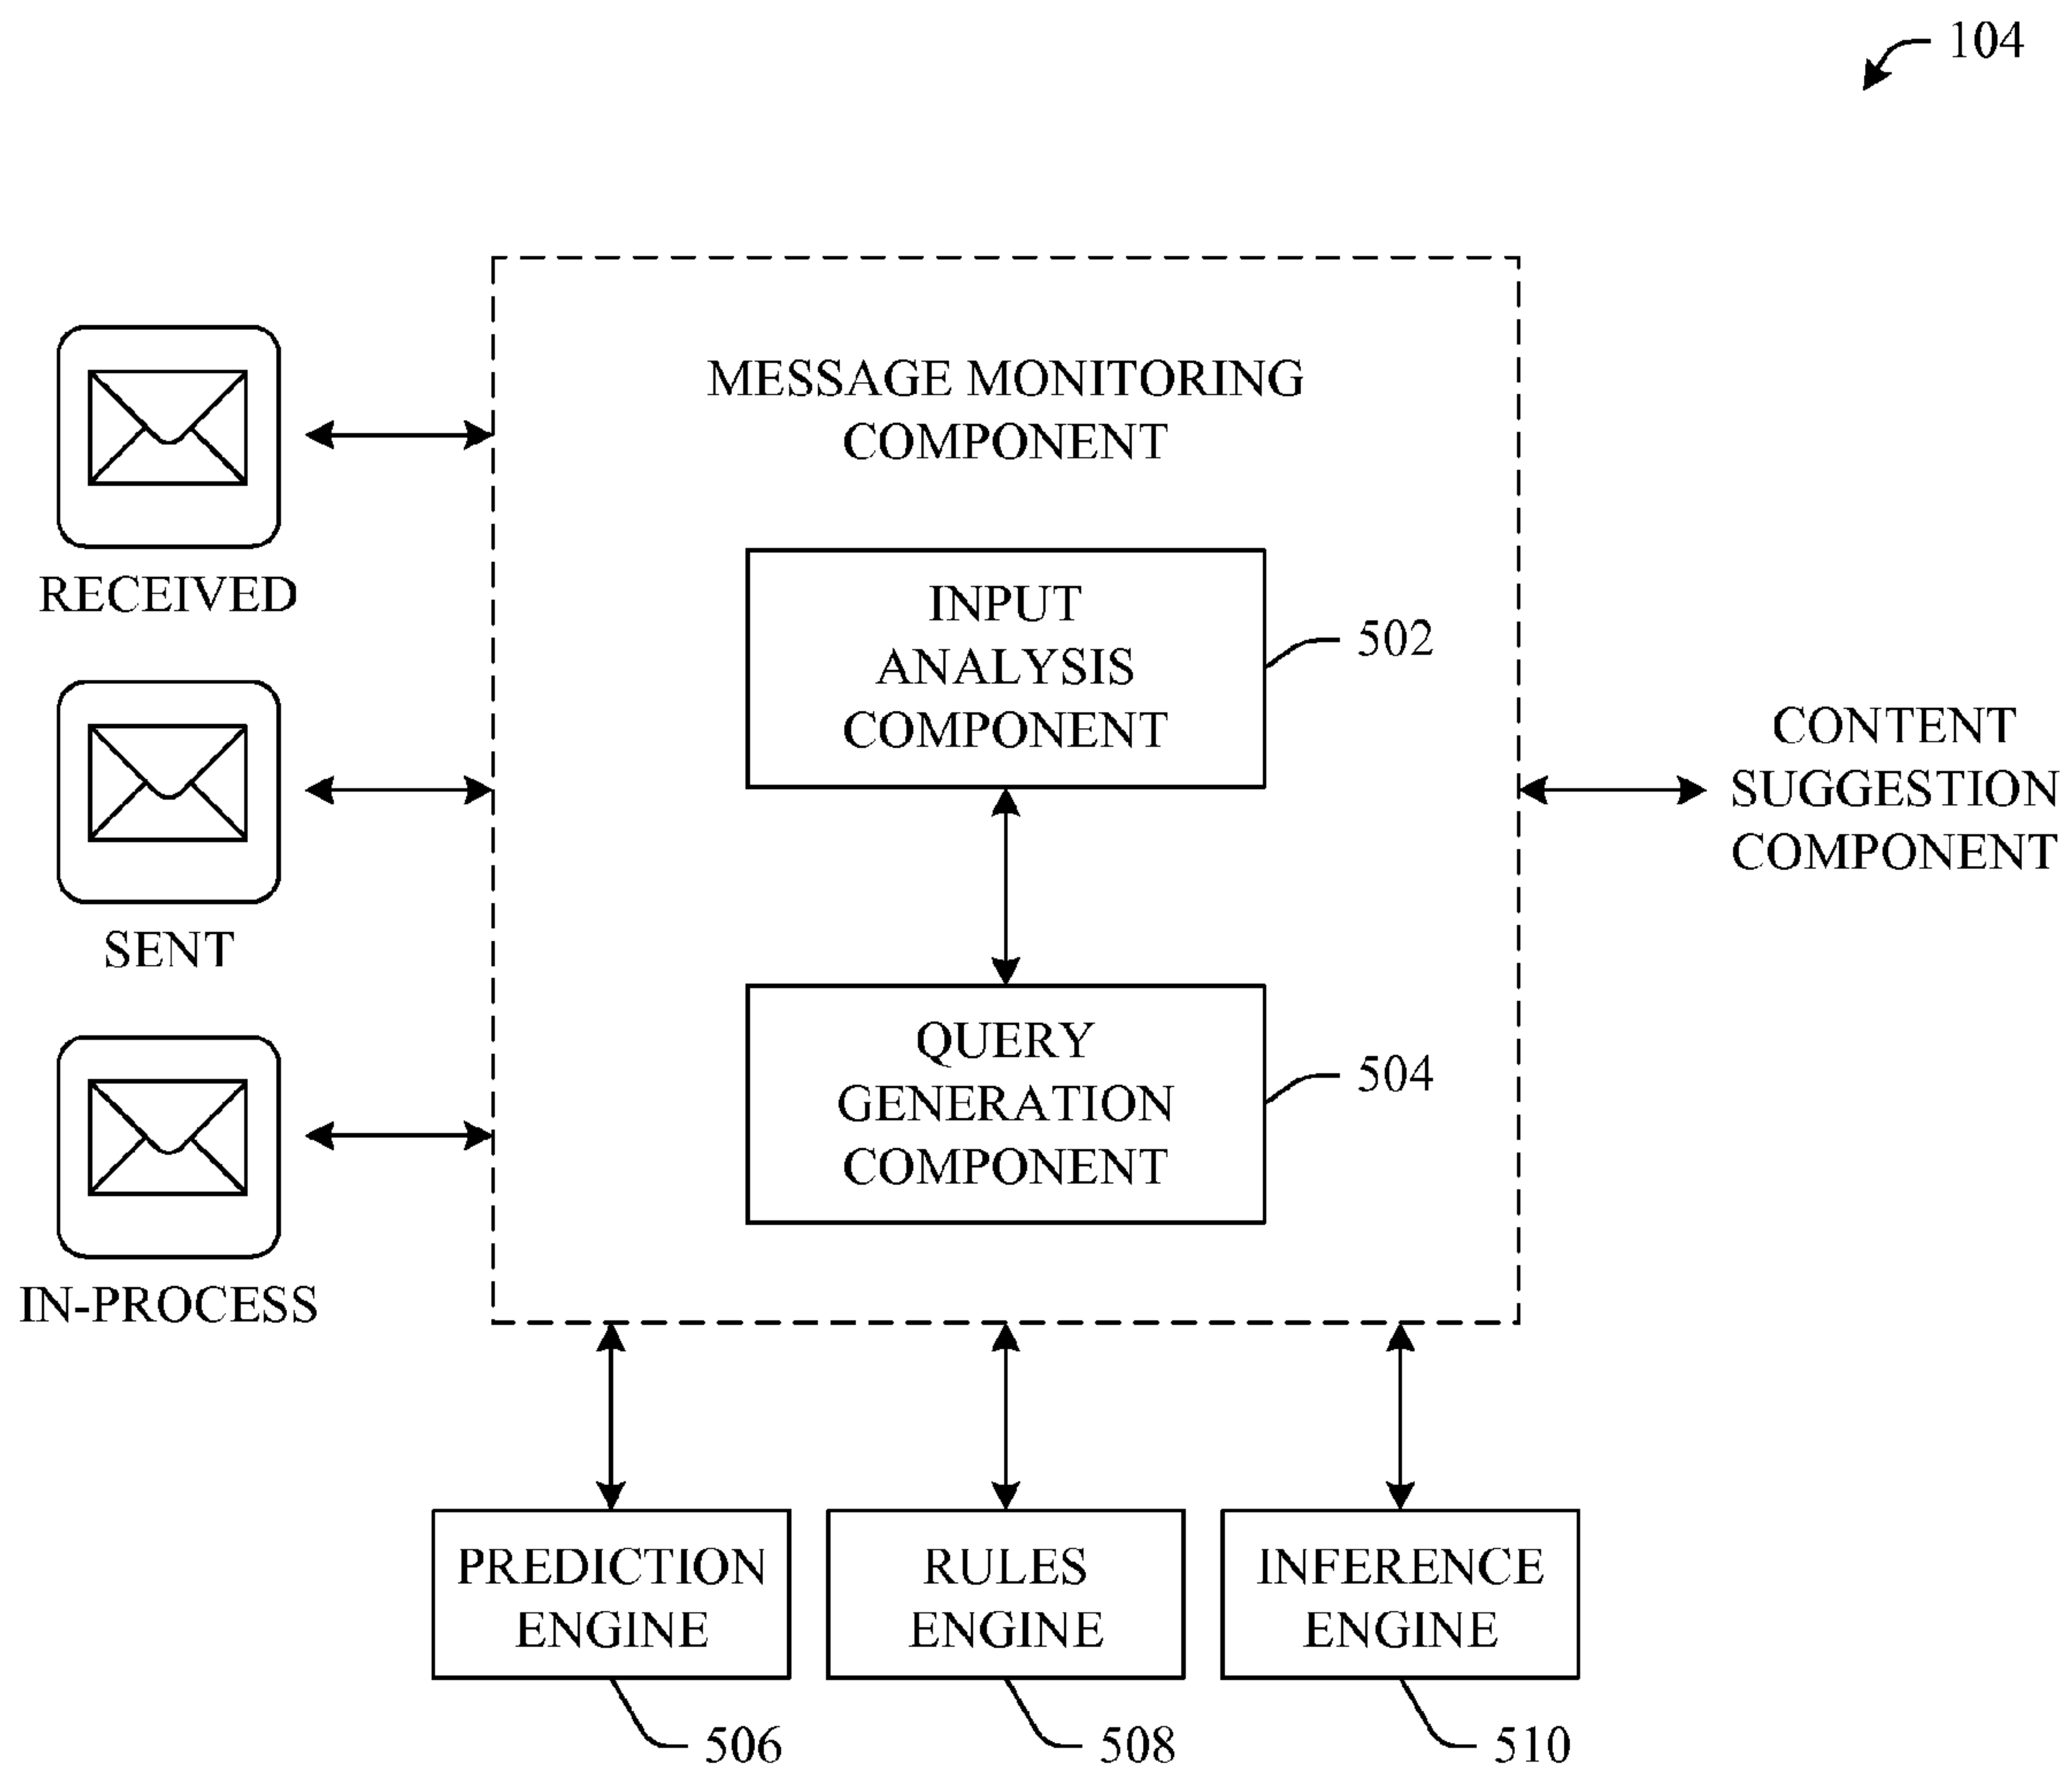 104
MESSAGE MONITORING
COMPONENT
RECEIVED
INPUT
ANALYSIS
COMPONENT
502
SENT
CONTENT
SUGGESTION
COMPONENT
QUERY
GENERATION
COMPONENT
504
IN-PROCESS
PREDICTION
ENGINE
506
RULES
ENGINE
508
INFERENCE
ENGINE
510